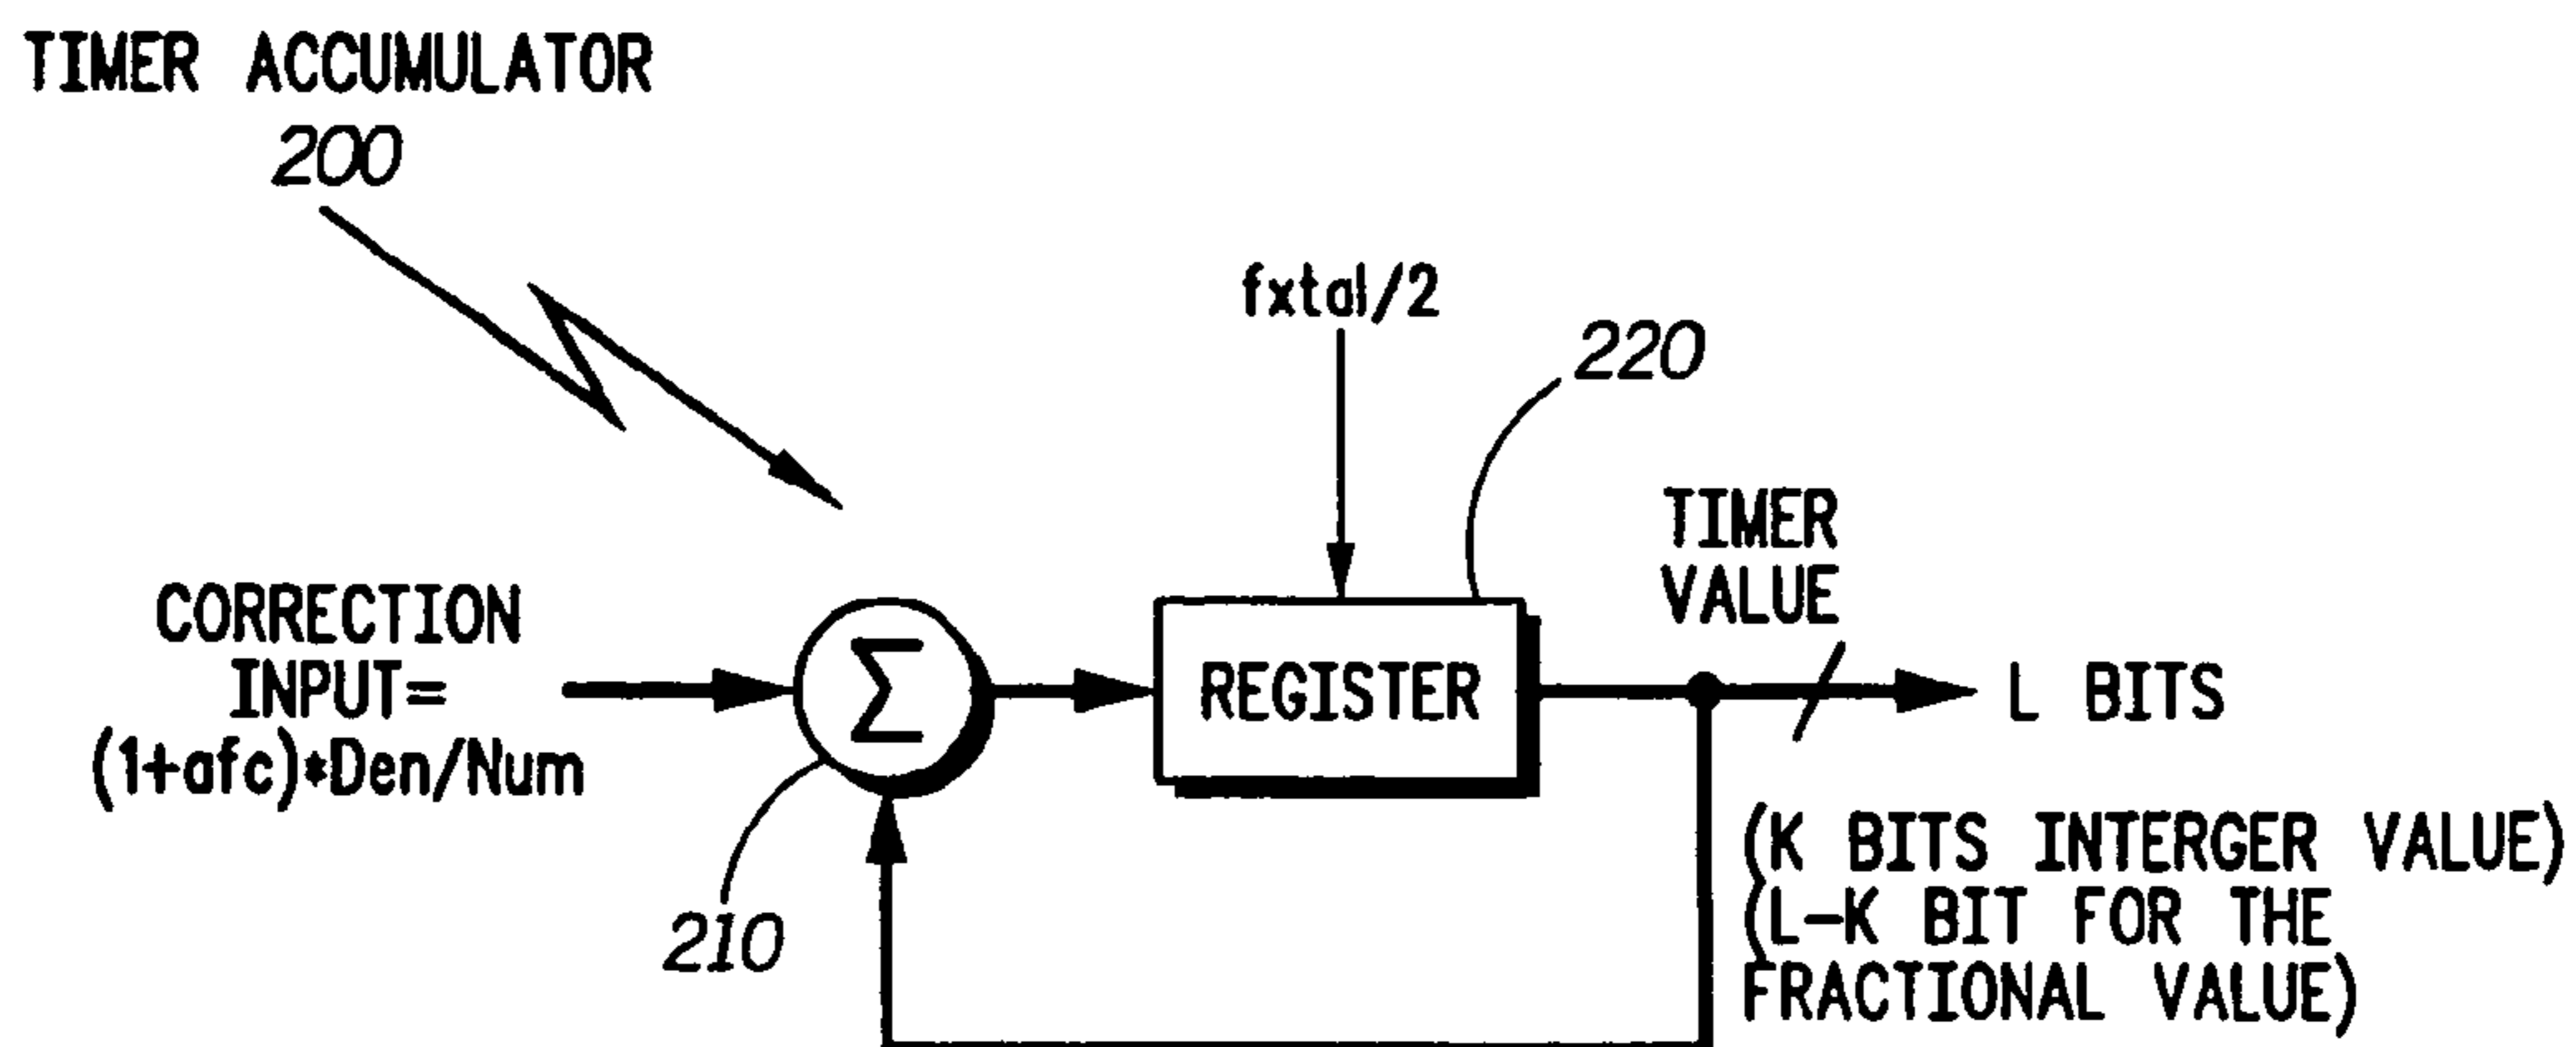 TIMER ACCUMULATOR
200
fxtal/2
220
TIMER
VALUE
CORRECTION
INPUT=
(1+afc)*Den/Num
Σ
REGISTER
L BITS
210
(K BITS INTERGER VALUE)
(L-K BIT FOR THE
FRACTIONAL VALUE)